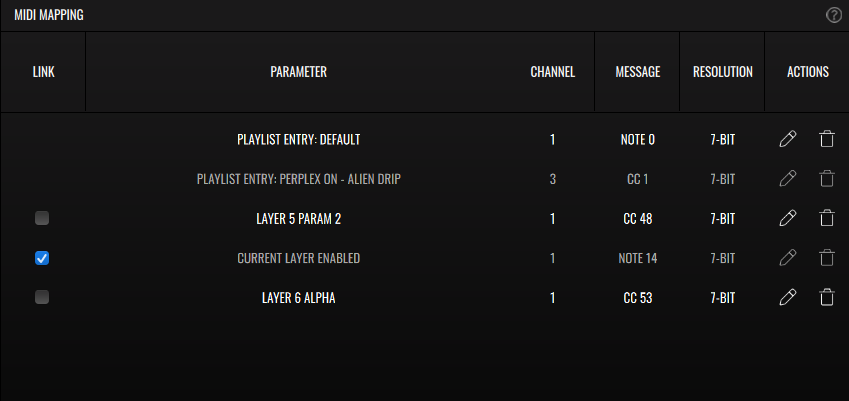 MIDI MAPPING ?
LINK PARAMETER CHANNEL MESSAGE RESOLUTION ACTIONS
PLAYLIST ENTRY: DEFAULT 1 NOTE 0 7-BIT
PLAYLIST ENTRY: PERPLEX ON - ALIEN DRIP 3 CC 1 7-BIT
LAYER 5 PARAM 2 1 CC 48 7-BIT
CURRENT LAYER ENABLED 1 NOTE 14 7-BIT
LAYER 6 ALPHA 1 CC 53 7-BIT